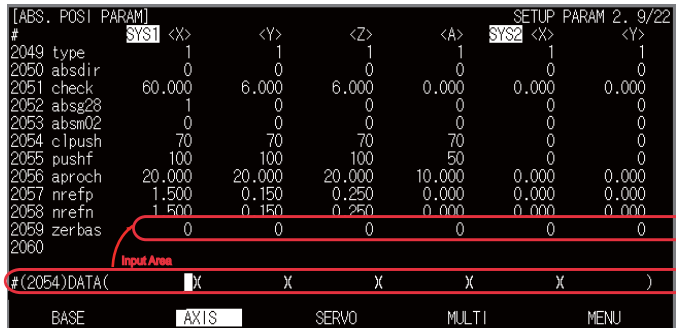 [ABS. POSI PARAM] SETUP PARAM 2. 9/22
# SYS1 <X> <Y> <Z> <A> SYS2 <X> <Y>
2049 type 1 1 1 1 1 1
2050 absdir 0 0 0 0 0 0
2051 check 60.000 6.000 6.000 0.000 0.000 0.000
2052 absg28 1 0 0 0 0 0
2053 absm02 0 0 0 0 0 0
2054 clpush 70 70 70 70 0 0
2055 pushf 100 100 100 50 0 0
2056 aproch 20.000 20.000 20.000 10.000 0.000 0.000
2057 nrefp 1.500 0.150 0.250 0.000 0.000 0.000
2058 nrefn 1.500 0.150 0.250 0.000 0.000 0.000
2059 zerbas 0 0 0 0 0 0
2060
Input Area
#(2054)DATA( X X X X X )
BASE AXIS SERVO MULTI MENU